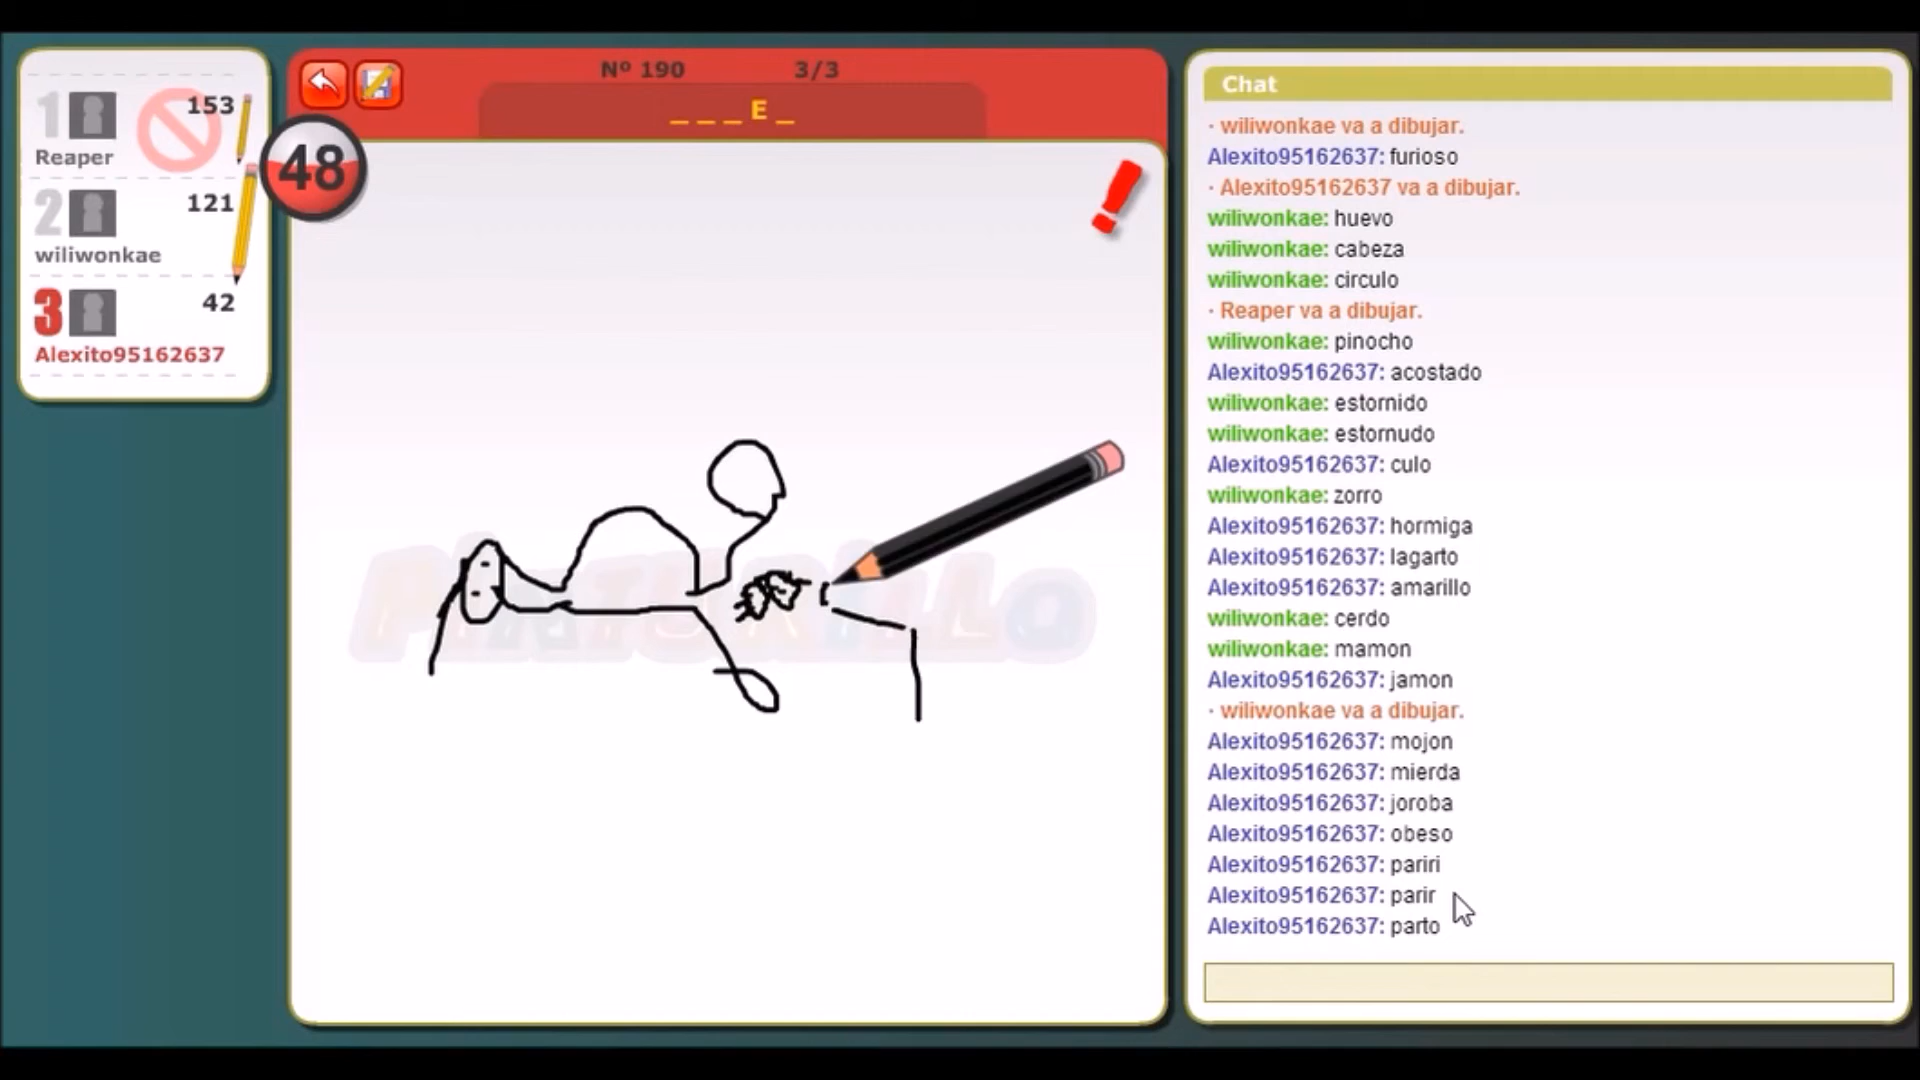 1
153
Reaper
2
121
wiliwonkae
3
42
Alexito95162637
48
Nº 190 3/3
_ _ _ E _
PINTURILLO
Chat
· wiliwonkae va a dibujar.
Alexito95162637: furioso
· Alexito95162637 va a dibujar.
wiliwonkae: huevo
wiliwonkae: cabeza
wiliwonkae: circulo
· Reaper va a dibujar.
wiliwonkae: pinocho
Alexito95162637: acostado
wiliwonkae: estornido
wiliwonkae: estornudo
Alexito95162637: culo
wiliwonkae: zorro
Alexito95162637: hormiga
Alexito95162637: lagarto
Alexito95162637: amarillo
wiliwonkae: cerdo
wiliwonkae: mamon
Alexito95162637: jamon
· wiliwonkae va a dibujar.
Alexito95162637: mojon
Alexito95162637: mierda
Alexito95162637: joroba
Alexito95162637: obeso
Alexito95162637: pariri
Alexito95162637: parir
Alexito95162637: parto